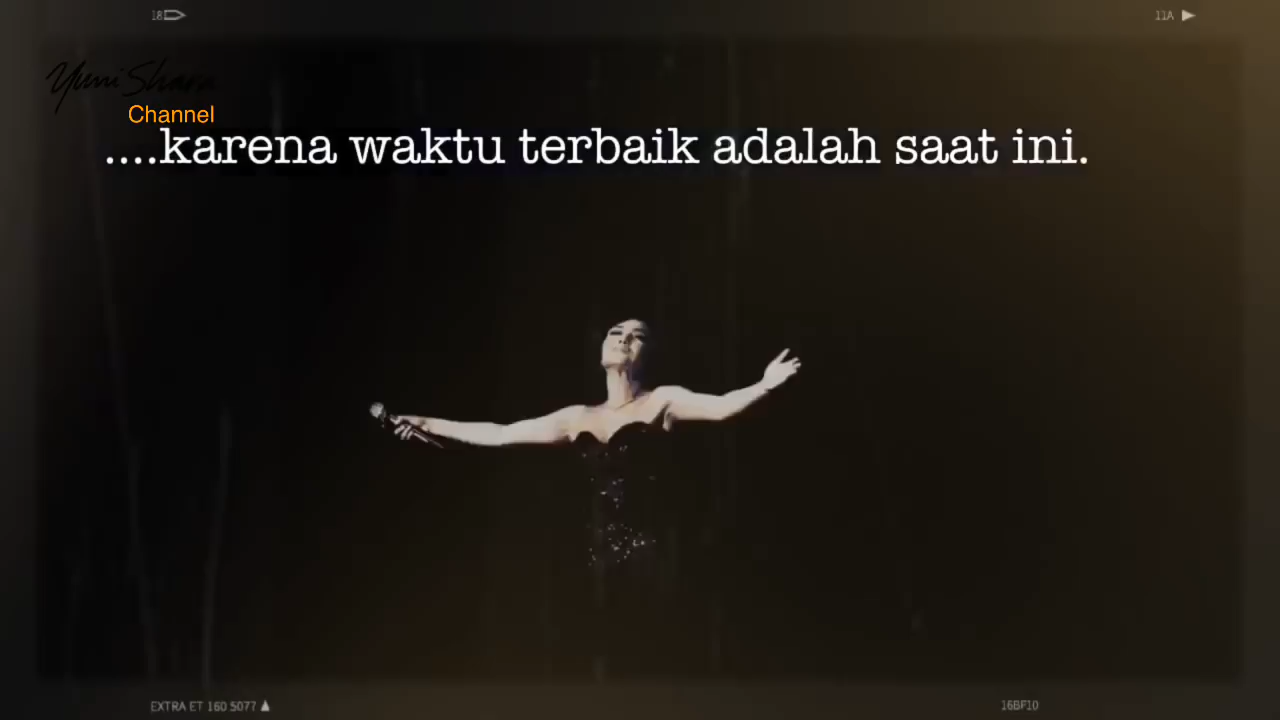 18
11A
Yuni Shara
Channel
....karena waktu terbaik adalah saat ini.
EXTRA ET 160 5077
16BF10